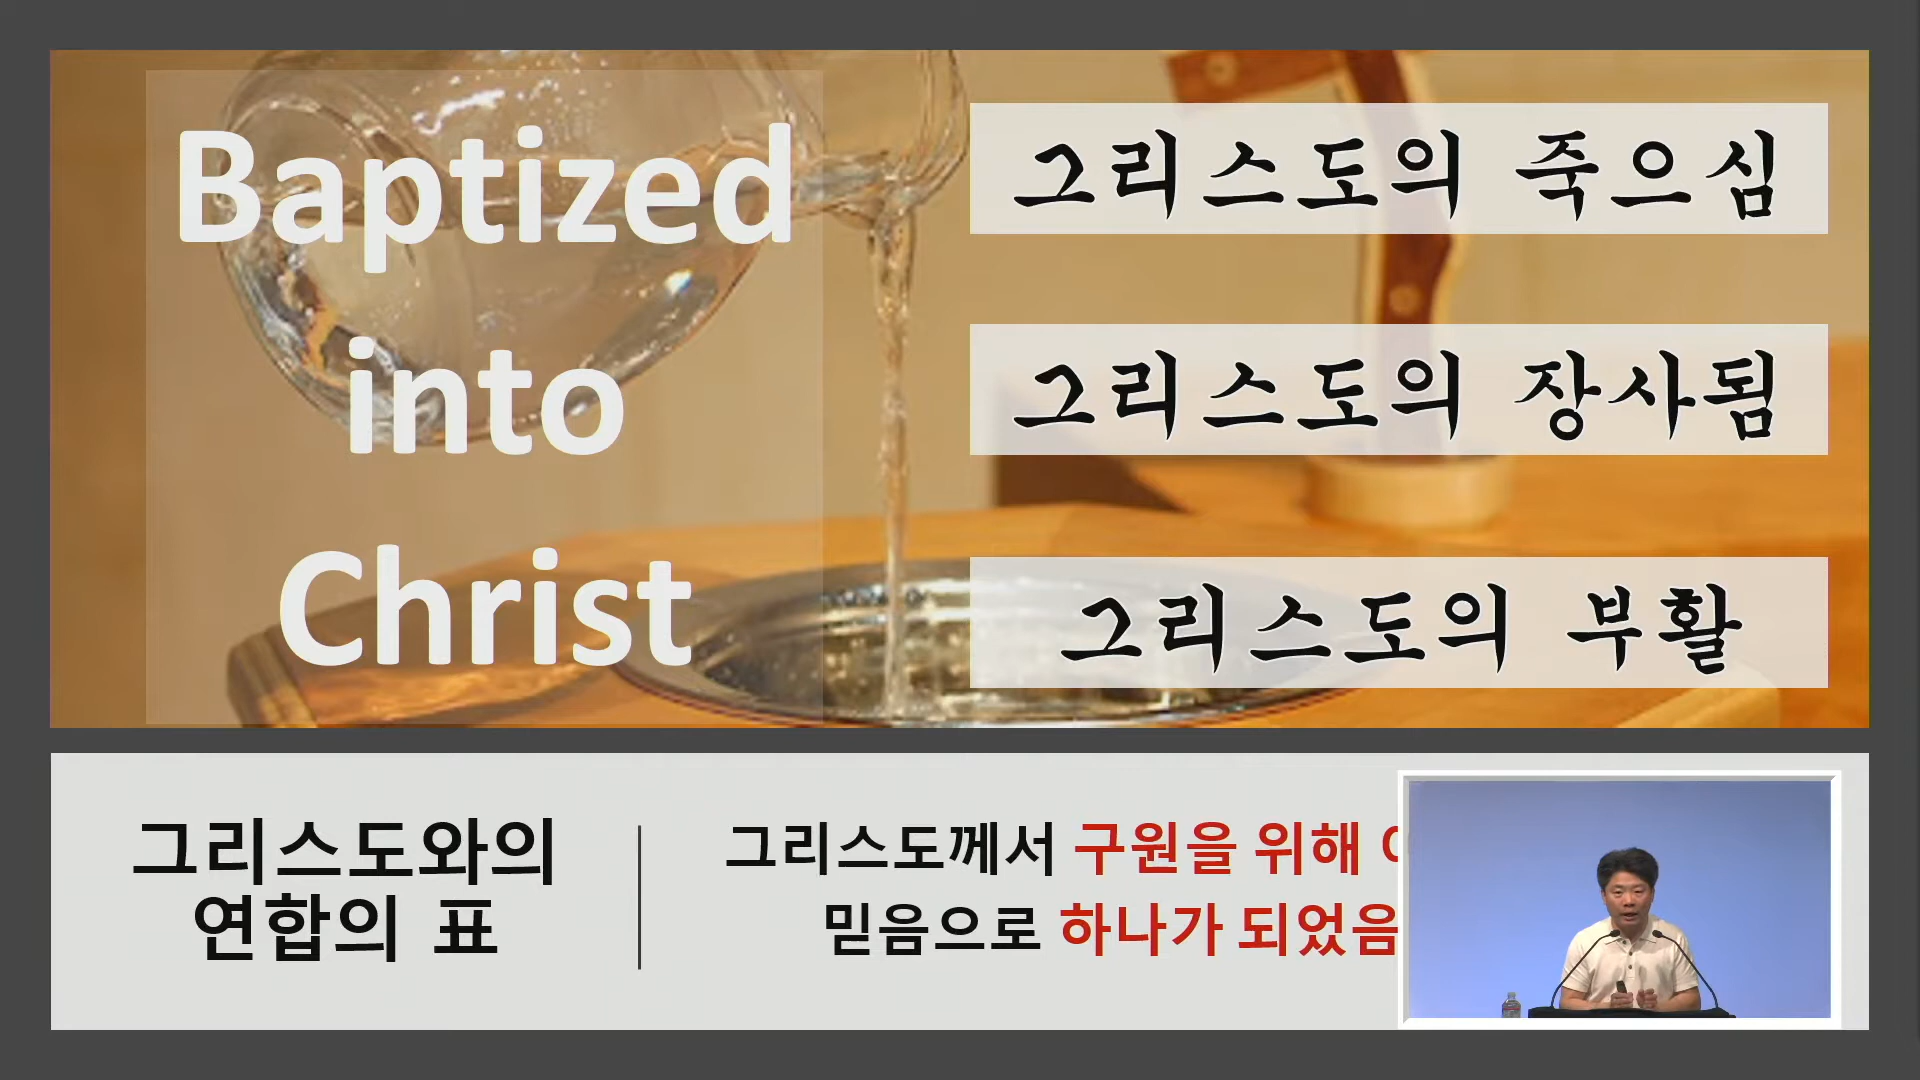 Baptized
into
Christ
그리스도의 죽으심
그리스도의 장사됨
그리스도의 부활
그리스도와의
연합의 표
그리스도께서 구원을 위해
믿음으로 하나가 되었음